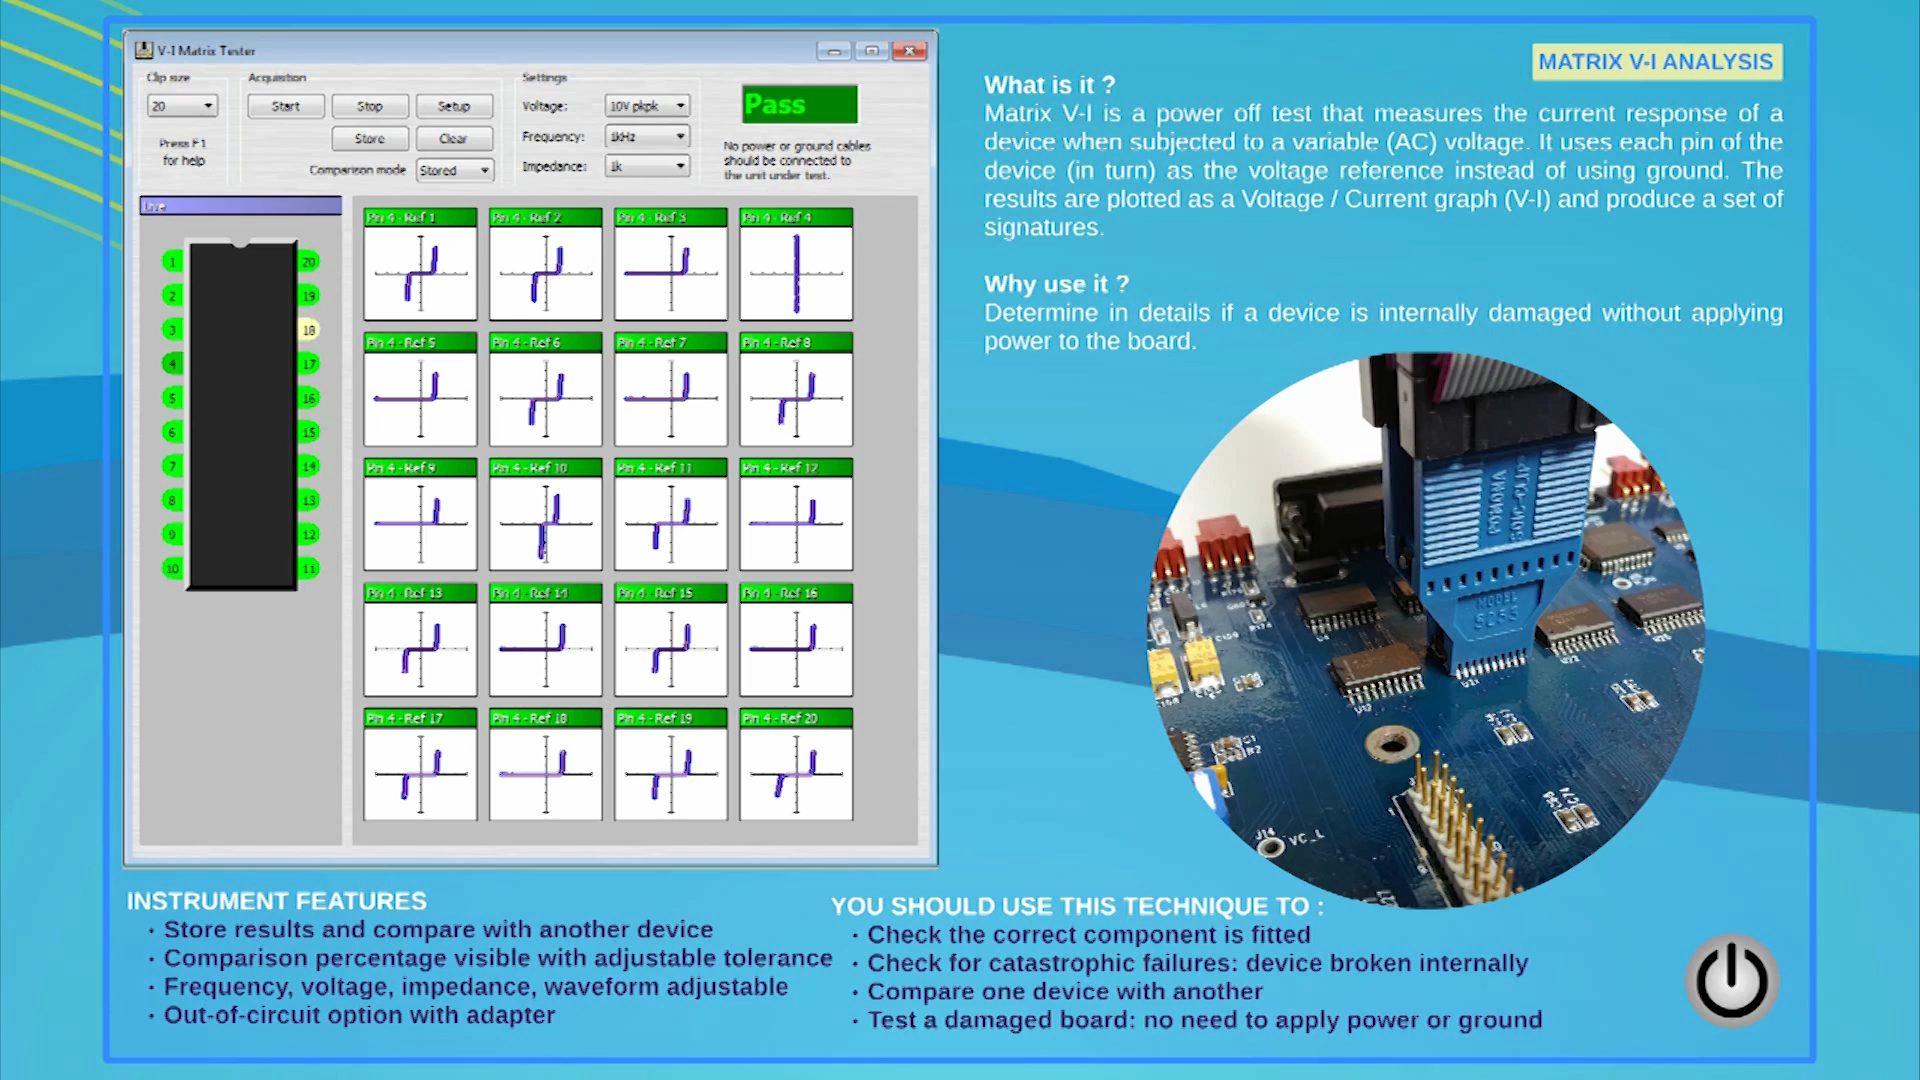 V-I Matrix Tester
Clip size
Acquisition
Settings
20
Start
Stop
Setup
Voltage:
10V pkpk
Pass
Press F1
for help
Store
Clear
Frequency:
1kHz
No power or ground cables
should be connected to
the unit under test.
Comparison mode
Stored
Impedance:
1k
Live
1
2
3
4
5
6
7
8
9
10
20
19
18
17
16
15
14
13
12
11
Pin 4 - Ref 1
Pin 4 - Ref 2
Pin 4 - Ref 3
Pin 4 - Ref 4
Pin 4 - Ref 5
Pin 4 - Ref 6
Pin 4 - Ref 7
Pin 4 - Ref 8
Pin 4 - Ref 9
Pin 4 - Ref 10
Pin 4 - Ref 11
Pin 4 - Ref 12
Pin 4 - Ref 13
Pin 4 - Ref 14
Pin 4 - Ref 15
Pin 4 - Ref 16
Pin 4 - Ref 17
Pin 4 - Ref 18
Pin 4 - Ref 19
Pin 4 - Ref 20
MATRIX V-I ANALYSIS
What is it ?
Matrix V-I is a power off test that measures the current response of a
device when subjected to a variable (AC) voltage. It uses each pin of the
device (in turn) as the voltage reference instead of using ground. The
results are plotted as a Voltage / Current graph (V-I) and produce a set of
signatures.
Why use it ?
Determine in details if a device is internally damaged without applying
power to the board.
POMONA
SOIC-CLIP
MODEL
U12
U21
U22
J14
VC_L
INSTRUMENT FEATURES
· Store results and compare with another device
· Comparison percentage visible with adjustable tolerance
· Frequency, voltage, impedance, waveform adjustable
· Out-of-circuit option with adapter
YOU SHOULD USE THIS TECHNIQUE TO :
· Check the correct component is fitted
· Check for catastrophic failures: device broken internally
· Compare one device with another
· Test a damaged board: no need to apply power or ground